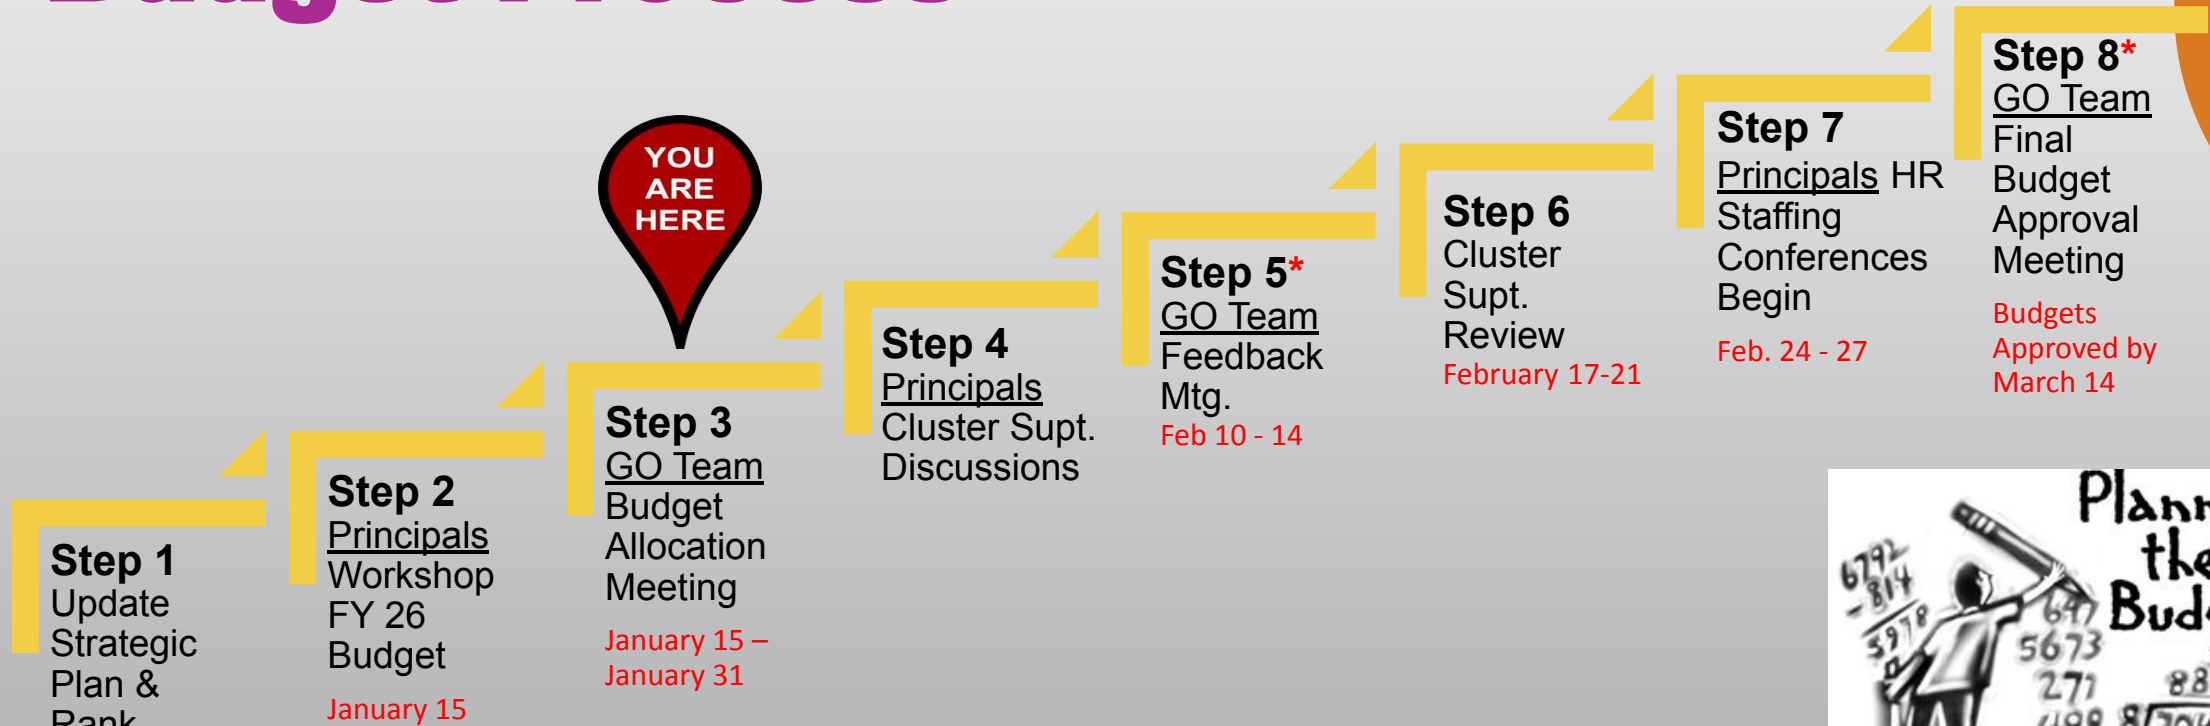 Budget Process
YOU
ARE
HERE
Step 1
Update
Strategic
Plan &
Rank
Step 2
Principals
Workshop
FY 26
Budget
January 15
Step 3
GO Team
Budget
Allocation
Meeting
January 15 –
January 31
Step 4
Principals
Cluster Supt.
Discussions
Step 5*
GO Team
Feedback
Mtg.
Feb 10 - 14
Step 6
Cluster
Supt.
Review
February 17-21
Step 7
Principals HR
Staffing
Conferences
Begin
Feb. 24 - 27
Step 8*
GO Team
Final
Budget
Approval
Meeting
Budgets
Approved by
March 14
6792
- 814
5978
647
5673
271